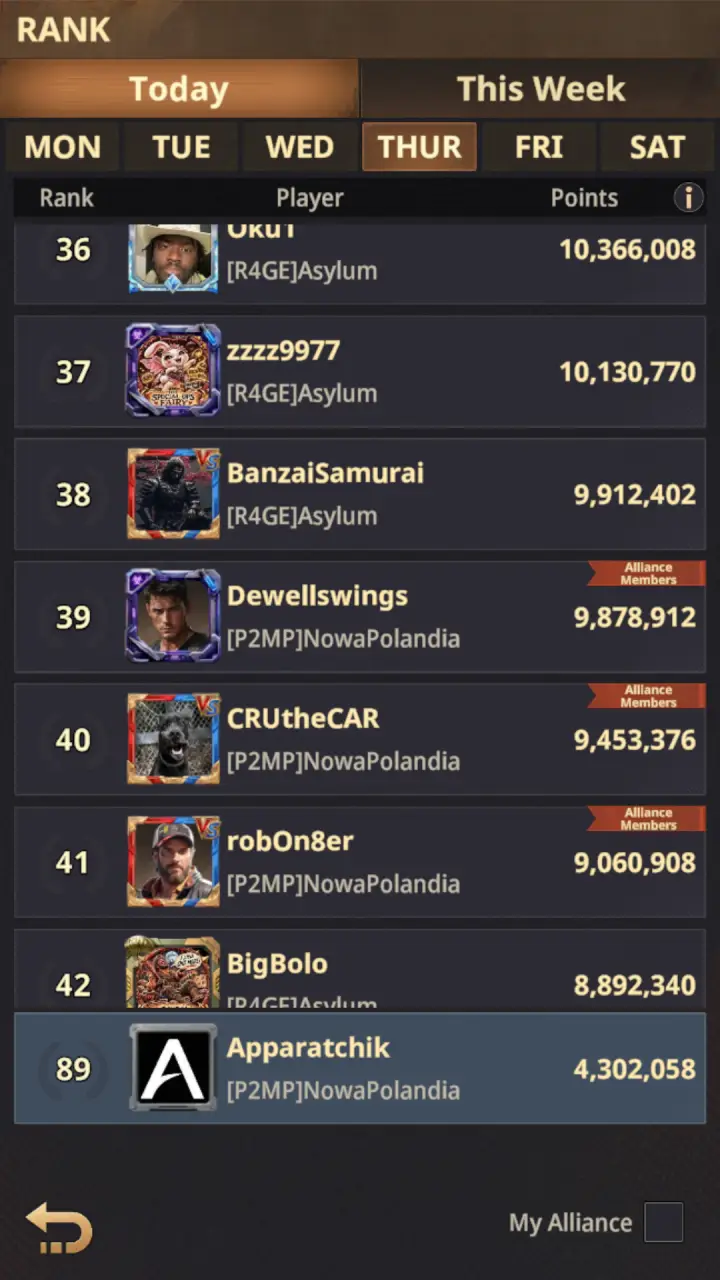 RANK
Today
This Week
MON TUE WED THUR FRI SAT
Rank Player Points
36
Oku1
[R4GE]Asylum
10,366,008
37
zzzz9977
[R4GE]Asylum
10,130,770
38
BanzaiSamurai
[R4GE]Asylum
9,912,402
Alliance
Members
39
Dewellswings
[P2MP]NowaPolandia
9,878,912
Alliance
Members
40
CRUtheCAR
[P2MP]NowaPolandia
9,453,376
Alliance
Members
41
robOn8er
[P2MP]NowaPolandia
9,060,908
42
BigBolo
[R4GE]Asylum
8,892,340
89
Apparatchik
[P2MP]NowaPolandia
4,302,058
My Alliance